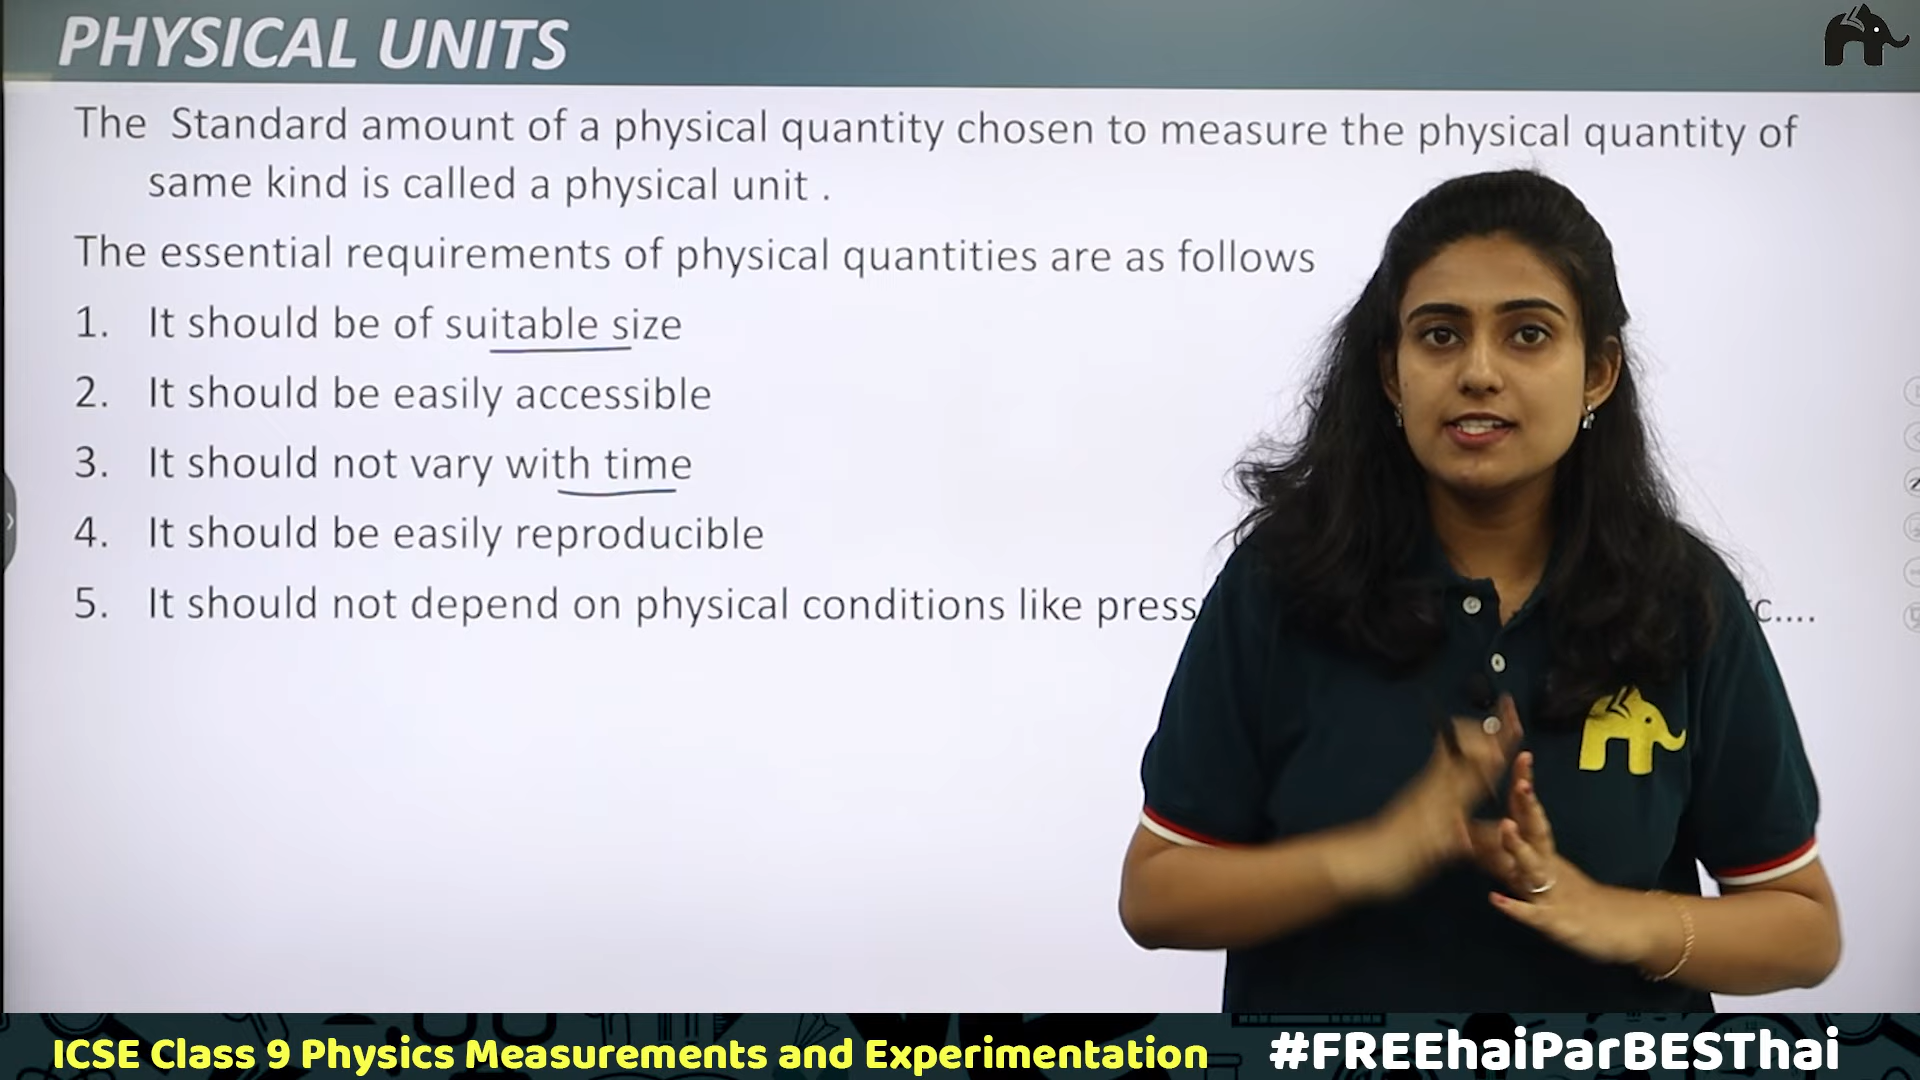 PHYSICAL UNITS
The Standard amount of a physical quantity chosen to measure the physical quantity of
same kind is called a physical unit .
The essential requirements of physical quantities are as follows
1. It should be of suitable size
2. It should be easily accessible
3. It should not vary with time
4. It should be easily reproducible
5. It should not depend on physical conditions like
ICSE Class 9 Physics Measurements and Experimentation
#FREEhaiParBESThai